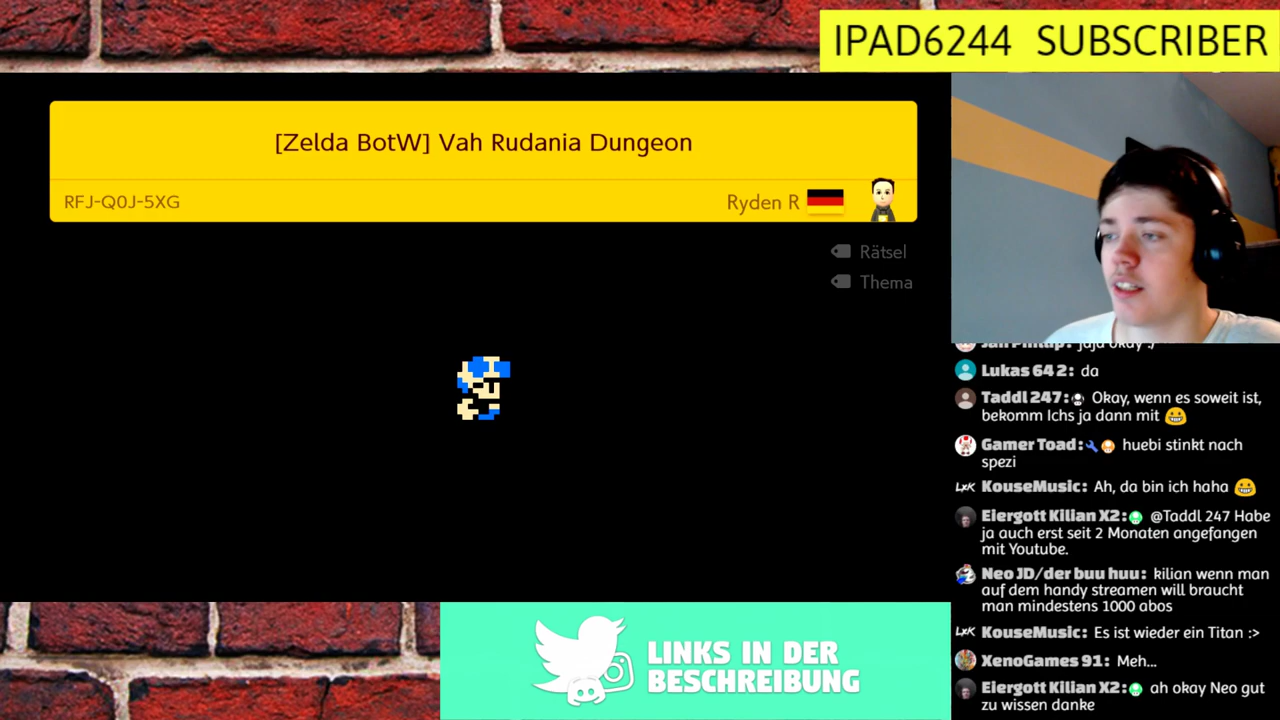 IPAD6244 SUBSCRIBER
[Zelda BotW] Vah Rudania Dungeon
RFJ-Q0J-5XG
Ryden R
Rätsel
Thema
jaja okay :)
Lukas 64 2: da
Taddl 247: Okay, wenn es soweit ist,
bekomm Ichs ja dann mit
Gamer Toad: huebi stinkt nach
spezi
KouseMusic: Ah, da bin ich haha
Eiergott Kilian X2: @Taddl 247 Habe
ja auch erst seit 2 Monaten angefangen
mit Youtube.
Neo JD/der buu huu: kilian wenn man
auf dem handy streamen will braucht
man mindestens 1000 abos
LxK KouseMusic: Es ist wieder ein Titan :>
XenoGames 91: Meh...
Eiergott Kilian X2: ah okay Neo gut
zu wissen danke
LINKS IN DER
BESCHREIBUNG